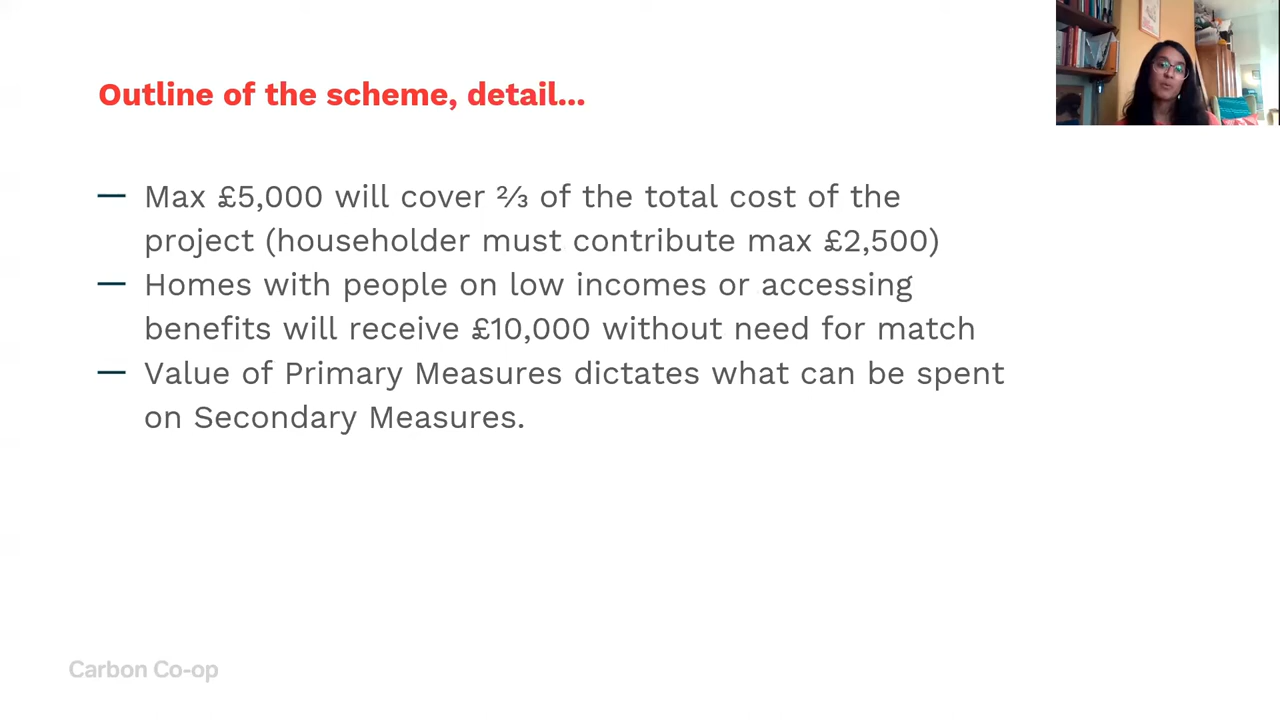 Outline of the scheme, detail...
— Max £5,000 will cover ⅔ of the total cost of the
project (householder must contribute max £2,500)
— Homes with people on low incomes or accessing
benefits will receive £10,000 without need for match
— Value of Primary Measures dictates what can be spent
on Secondary Measures.
Carbon Co-op